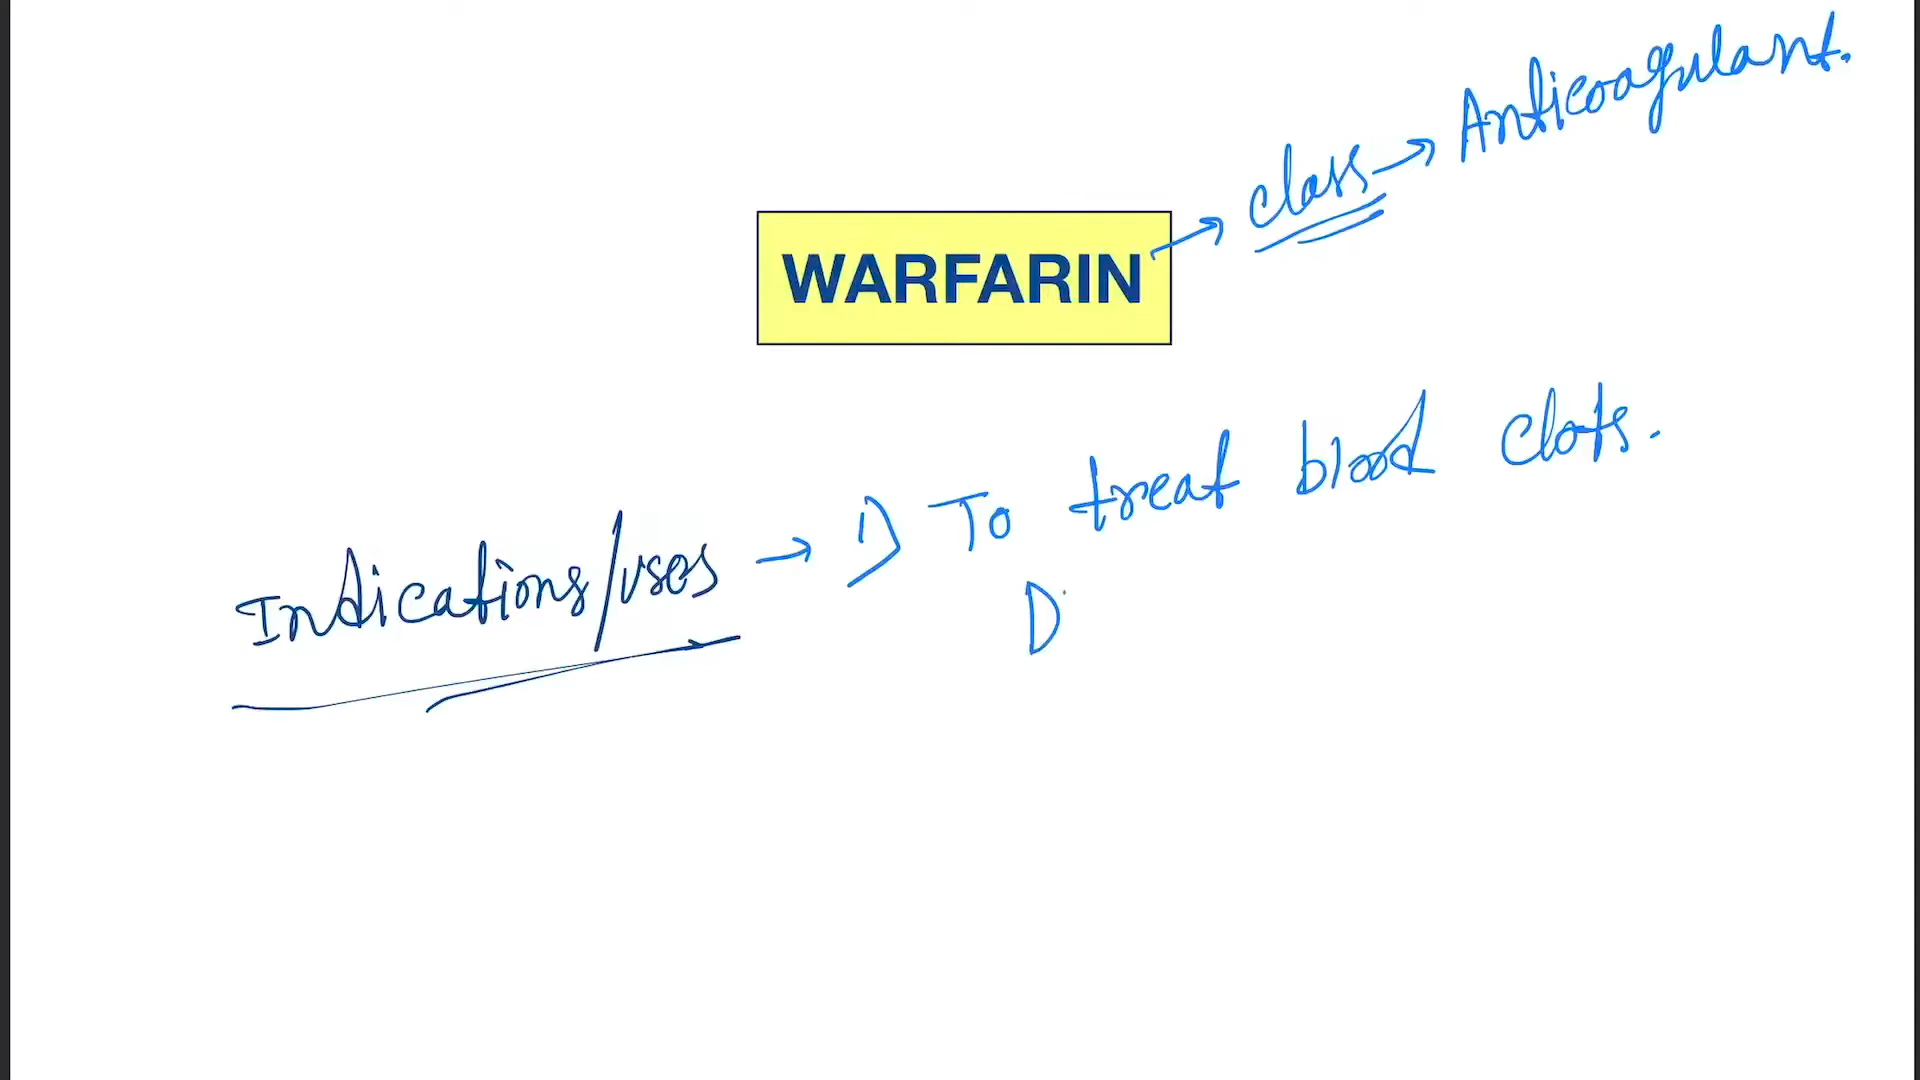 WARFARIN → class → Anticoagulant.
Indications/uses → 1) To treat blood clots.
D